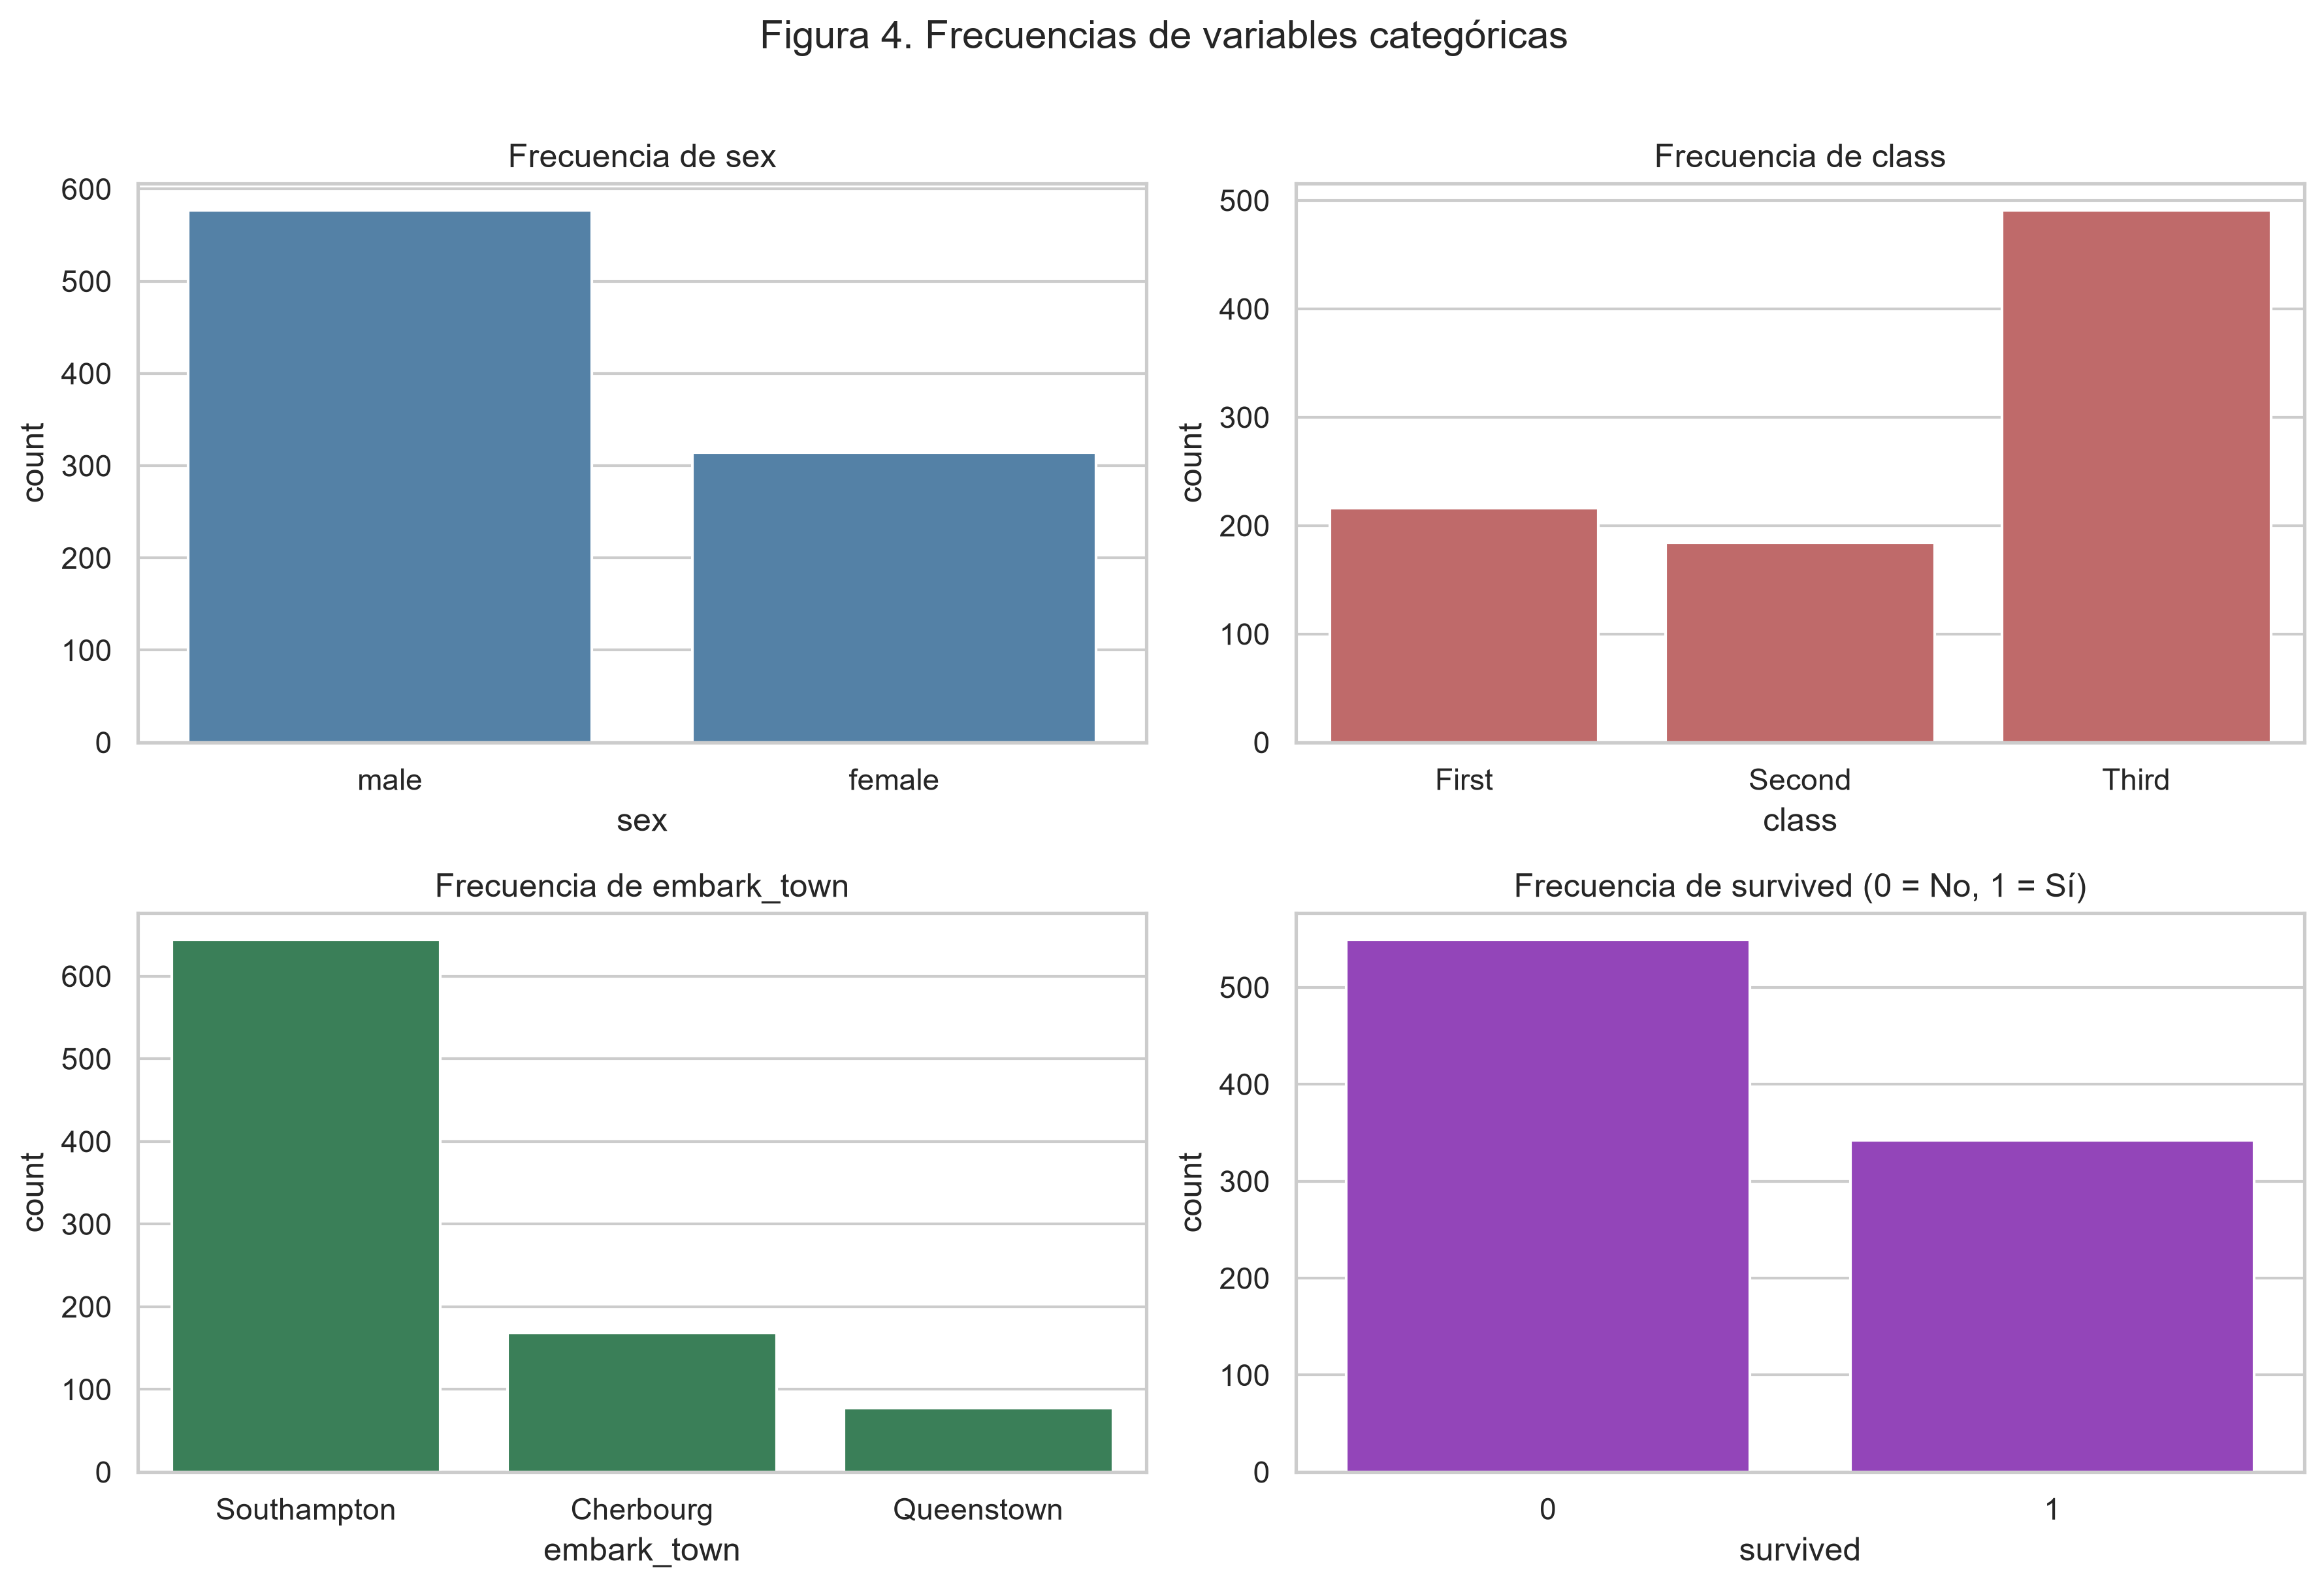 Figura 4. Frecuencias de variables categóricas
Frecuencia de sex
600
500
400
300
200
100
0
count
male
female
sex
Frecuencia de class
500
400
300
200
100
0
count
First
Second
Third
class
Frecuencia de embark_town
600
500
400
300
200
100
0
count
Southampton
Cherbourg
Queenstown
embark_town
Frecuencia de survived (0 = No, 1 = Sí)
500
400
300
200
100
0
count
0
1
survived